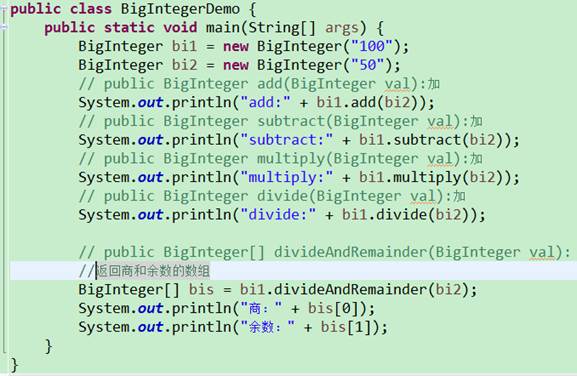 public class BigIntegerDemo {
public static void main(String[] args) {
BigInteger bi1 = new BigInteger("100");
BigInteger bi2 = new BigInteger("50");
// public BigInteger add(BigInteger val):加
System.out.println("add:" + bi1.add(bi2));
// public BigInteger subtract(BigInteger val):加
System.out.println("subtract:" + bi1.subtract(bi2));
// public BigInteger multiply(BigInteger val):加
System.out.println("multiply:" + bi1.multiply(bi2));
// public BigInteger divide(BigInteger val):加
System.out.println("divide:" + bi1.divide(bi2));
// public BigInteger[] divideAndRemainder(BigInteger val):
//返回商和余数的数组
BigInteger[] bis = bi1.divideAndRemainder(bi2);
System.out.println("商：" + bis[0]);
System.out.println("余数：" + bis[1]);
}
}